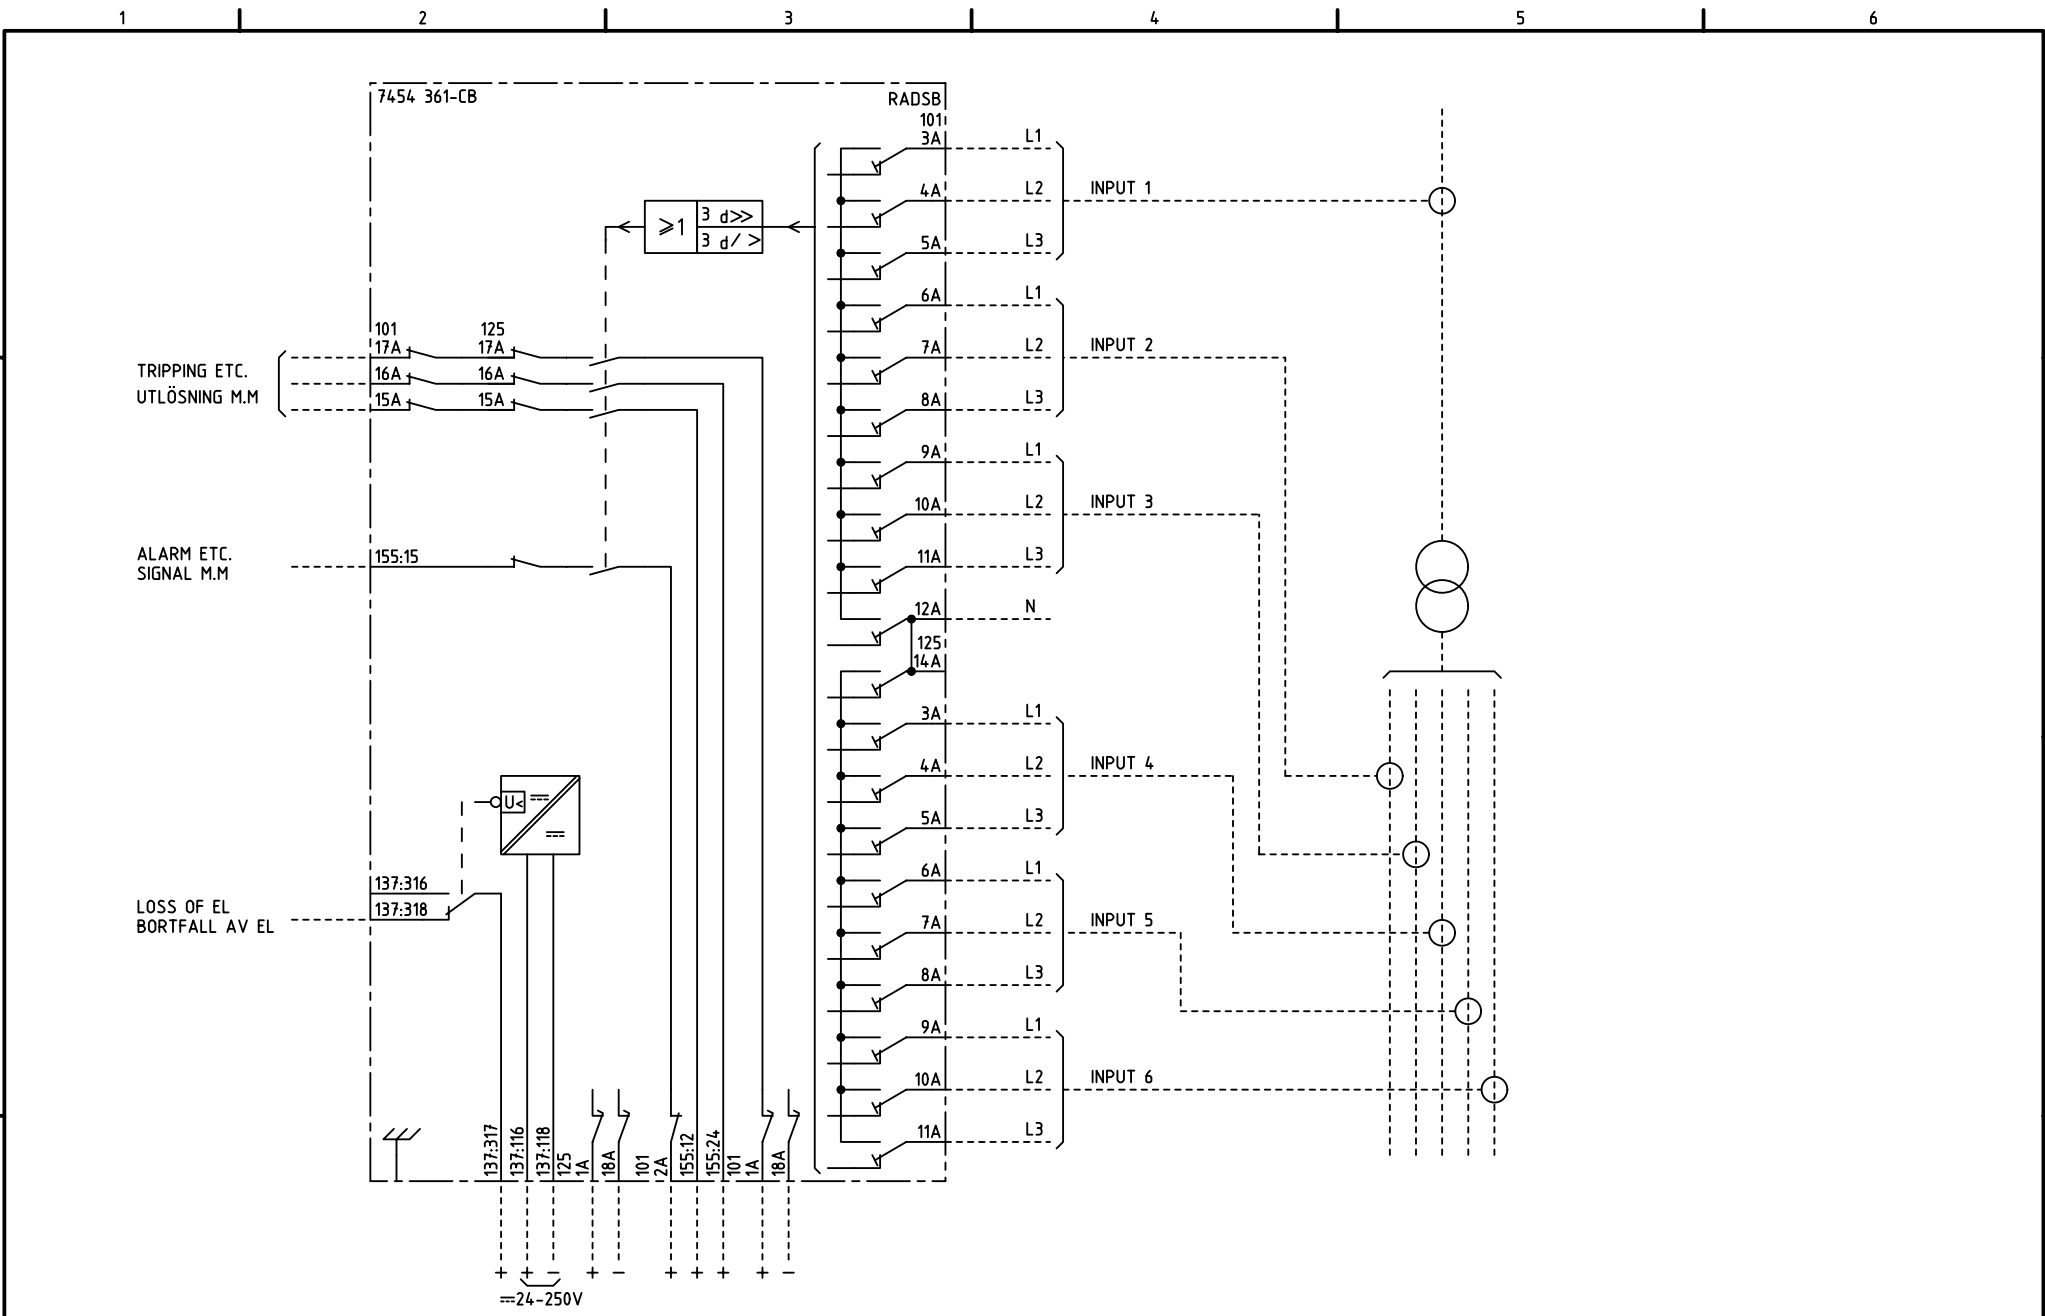 1 2 3 4 5 6
7454 361-CB
RADSB
101
3A L1
4A L2 INPUT 1
5A L3
≥1
3 d>>
3 d/ >
6A L1
7A L2 INPUT 2
8A L3
9A L1
10A L2 INPUT 3
11A L3
12A N
125
14A
3A L1
4A L2 INPUT 4
5A L3
6A L1
7A L2 INPUT 5
8A L3
9A L1
10A L2 INPUT 6
11A L3
101 125
17A 17A
16A 16A
15A 15A
TRIPPING ETC.
UTLÖSNING M.M
ALARM ETC.
SIGNAL M.M
155:15
U<
137:316
137:318
LOSS OF EL
BORTFALL AV EL
137:317
137:116
137:118
125
1A
18A
101
2A
155:12
155:24
101
1A
18A
+ + − + − + + + + −
24-250V